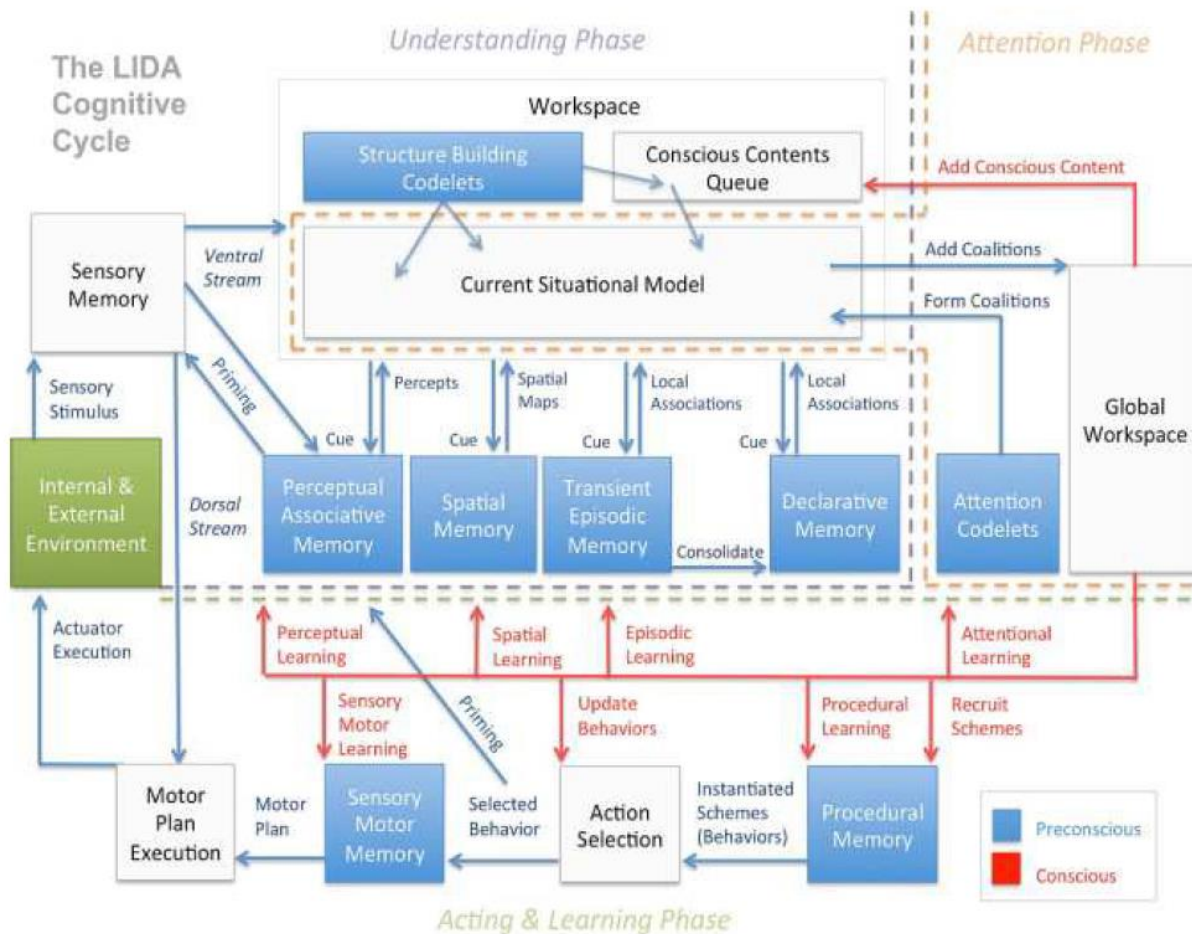 Understanding Phase
Attention Phase
The LIDA
Cognitive
Cycle
Workspace
Structure Building
Codelets
Conscious Contents
Queue
Add Conscious Content
Sensory
Memory
Ventral
Stream
Current Situational Model
Add Coalitions
Form Coalitions
Sensory
Stimulus
Priming
Cue
Percepts
Cue
Spatial
Maps
Cue
Local
Associations
Cue
Local
Associations
Global
Workspace
Internal &
External
Environment
Dorsal
Stream
Perceptual
Associative
Memory
Spatial
Memory
Transient
Episodic
Memory
Consolidate
Declarative
Memory
Attention
Codelets
Actuator
Execution
Perceptual
Learning
Spatial
Learning
Episodic
Learning
Attentional
Learning
Sensory
Motor
Learning
Priming
Update
Behaviors
Procedural
Learning
Recruit
Schemes
Motor
Plan
Execution
Motor
Plan
Sensory
Motor
Memory
Selected
Behavior
Action
Selection
Instantiated
Schemes
(Behaviors)
Procedural
Memory
Preconscious
Conscious
Acting & Learning Phase